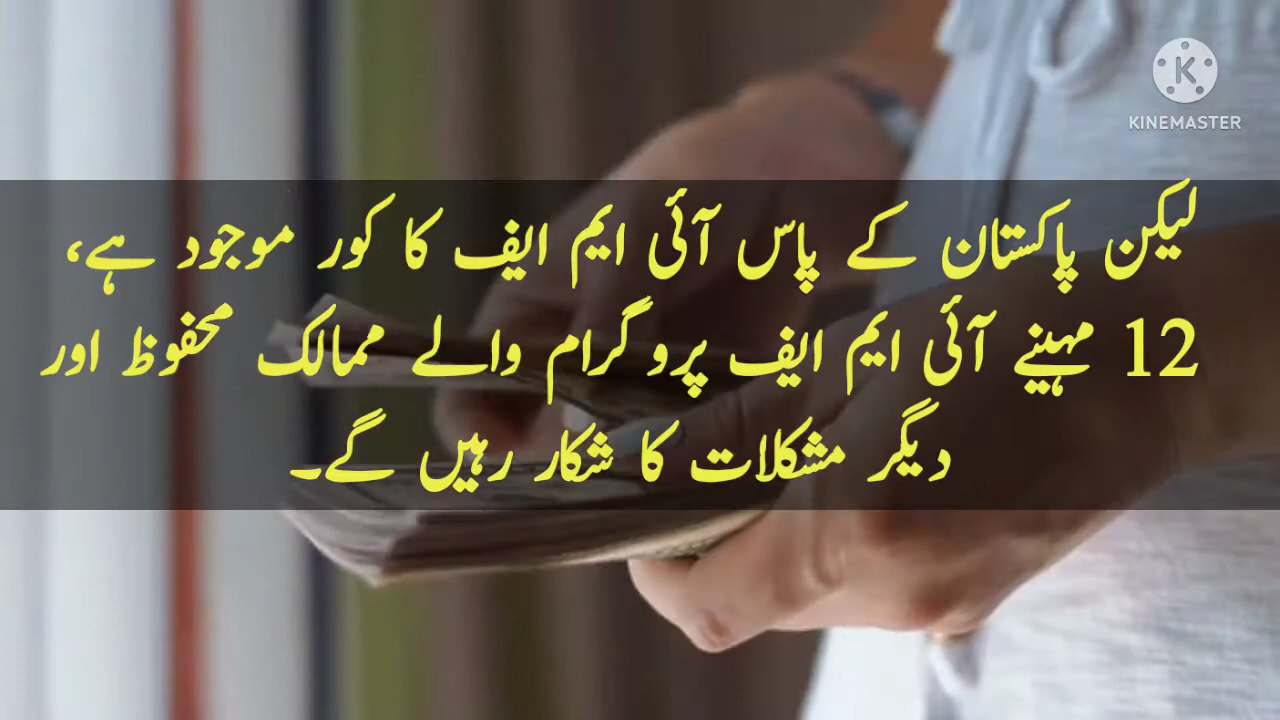 K
KINEMASTER
لیکن پاکستان کے پاس آئی ایم ایف کا کور موجود ہے،
12 مہینے آئی ایم ایف پروگرام والے ممالک محفوظ اور
دیگر مشکلات کا شکار رہیں گے۔